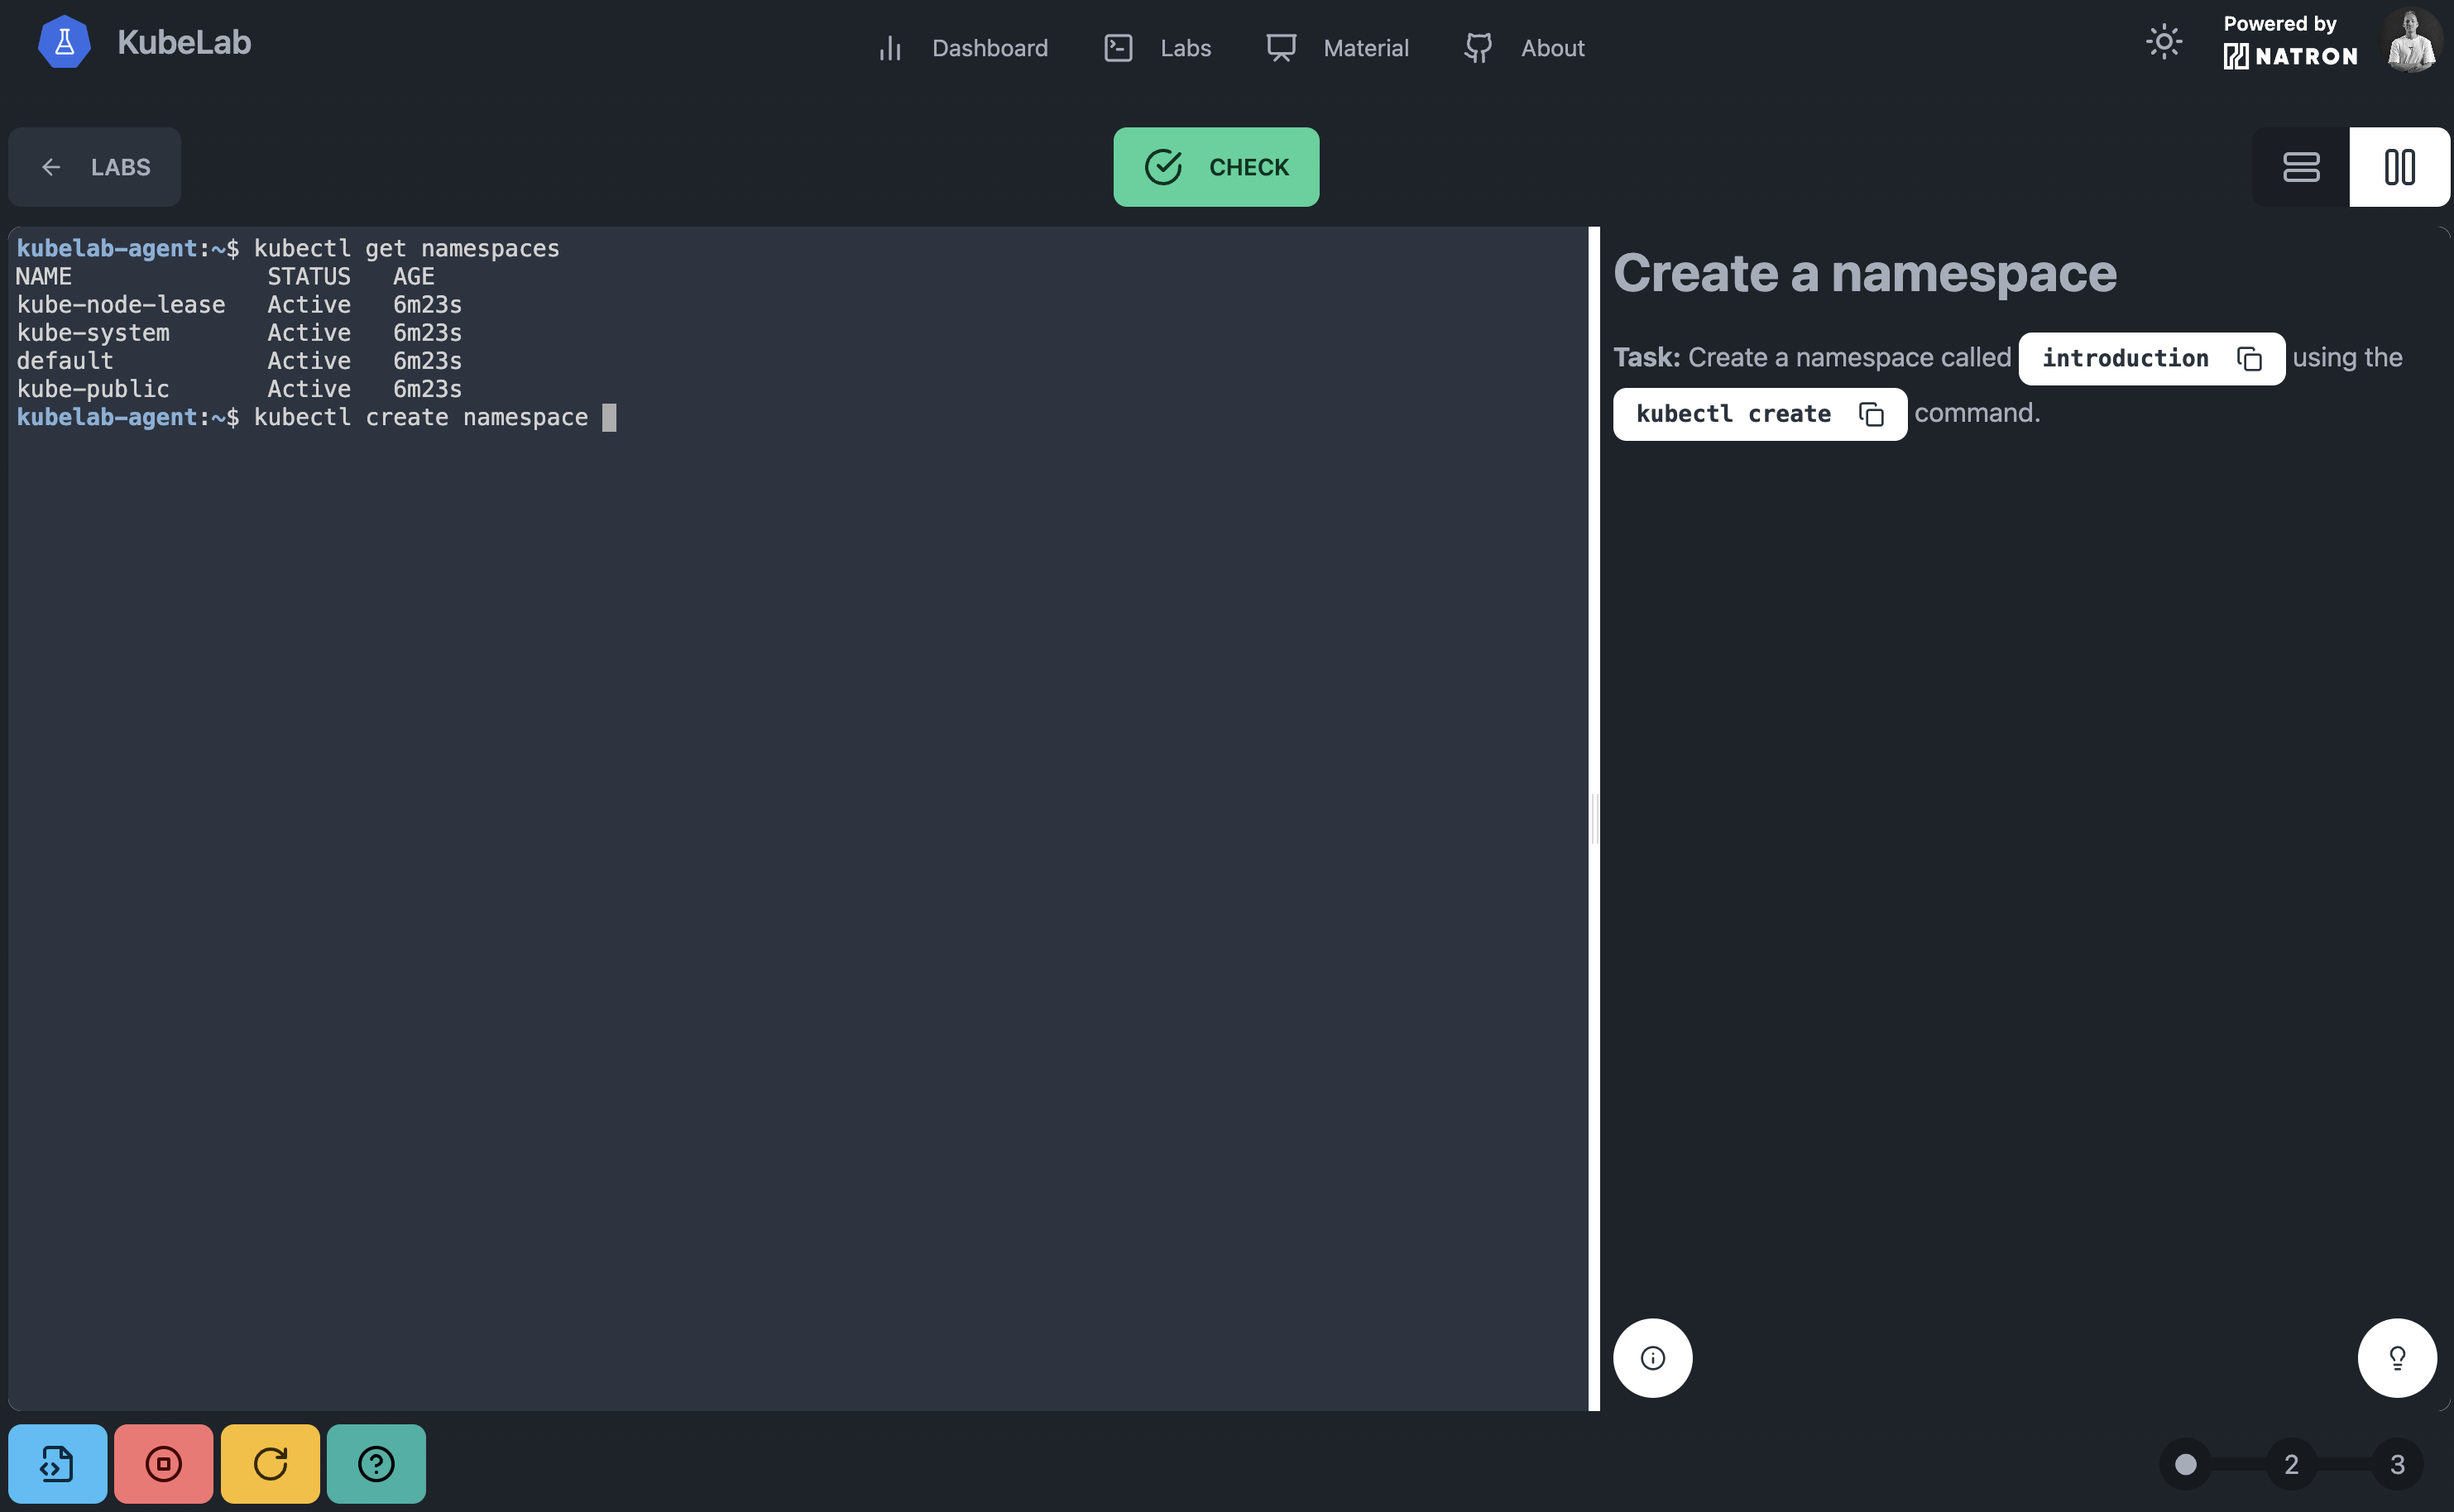 KubeLab
Dashboard
Labs
Material
About
Powered by
NATRON
LABS
CHECK
kubelab-agent:~$ kubectl get namespaces
NAME STATUS AGE
kube-node-lease Active 6m23s
kube-system Active 6m23s
default Active 6m23s
kube-public Active 6m23s
kubelab-agent:~$ kubectl create namespace
Create a namespace
Task: Create a namespace called introduction using the
kubectl create command.
2
3